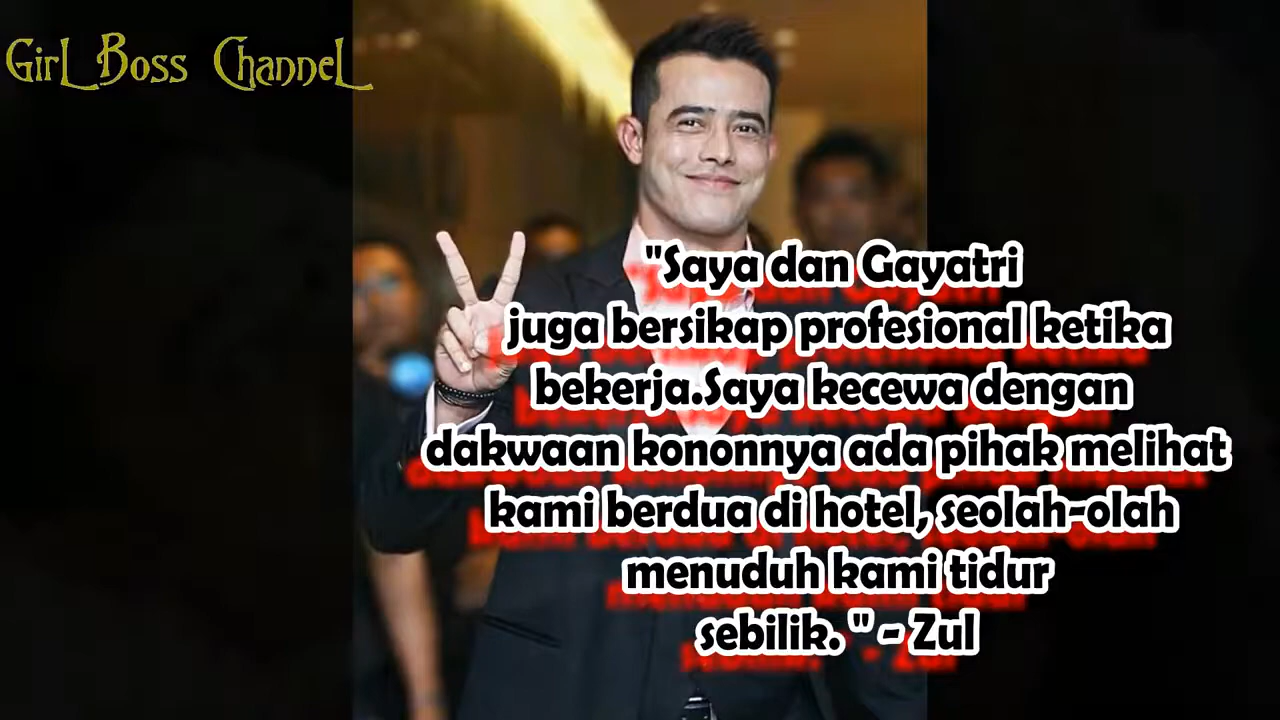 GirL Boss ChanneL
"Saya dan Gayatri
juga bersikap profesional ketika
bekerja.Saya kecewa dengan
dakwaan kononnya ada pihak melihat
kami berdua di hotel, seolah-olah
menuduh kami tidur
sebilik. " - Zul